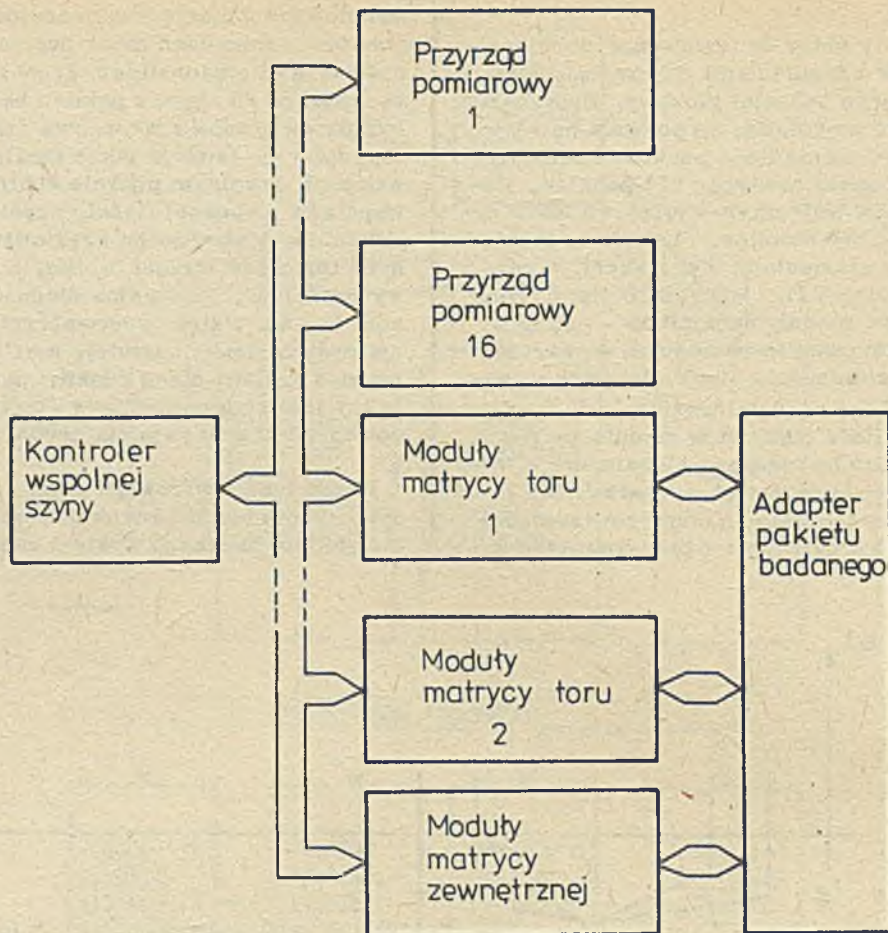 Przyrząd
pomiarowy
1
Przyrząd
pomiarowy
16
Kontroler
wspólnej
szyny
Moduły
matrycy toru
1
Adapter
pakietu
badanego
Moduły
matrycy toru
2
Moduły
matrycy
zewnętrznej